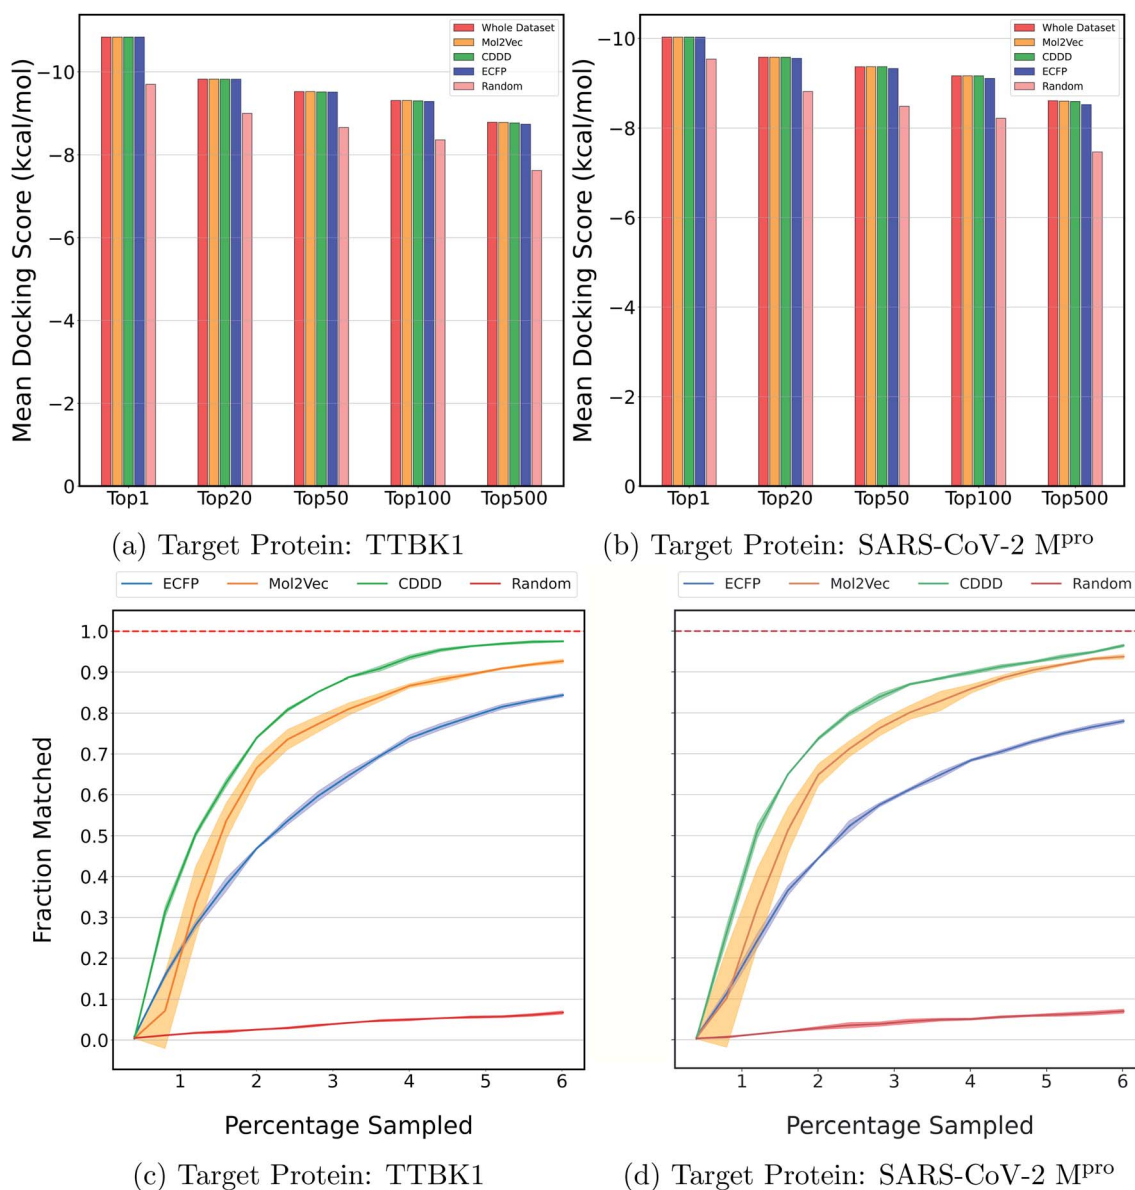 Mean Docking Score (kcal/mol)
−10
−8
−6
−4
−2
0
Whole Dataset
Mol2Vec
CDDD
ECFP
Random
Top1 Top20 Top50 Top100 Top500
(a) Target Protein: TTBK1
Mean Docking Score (kcal/mol)
−10
−8
−6
−4
−2
0
Whole Dataset
Mol2Vec
CDDD
ECFP
Random
Top1 Top20 Top50 Top100 Top500
(b) Target Protein: SARS-CoV-2 Mᵖʳᵒ
ECFP Mol2Vec CDDD Random
Fraction Matched
1.0
0.9
0.8
0.7
0.6
0.5
0.4
0.3
0.2
0.1
0.0
1 2 3 4 5 6
Percentage Sampled
(c) Target Protein: TTBK1
ECFP Mol2Vec CDDD Random
1 2 3 4 5 6
Percentage Sampled
(d) Target Protein: SARS-CoV-2 Mᵖʳᵒ